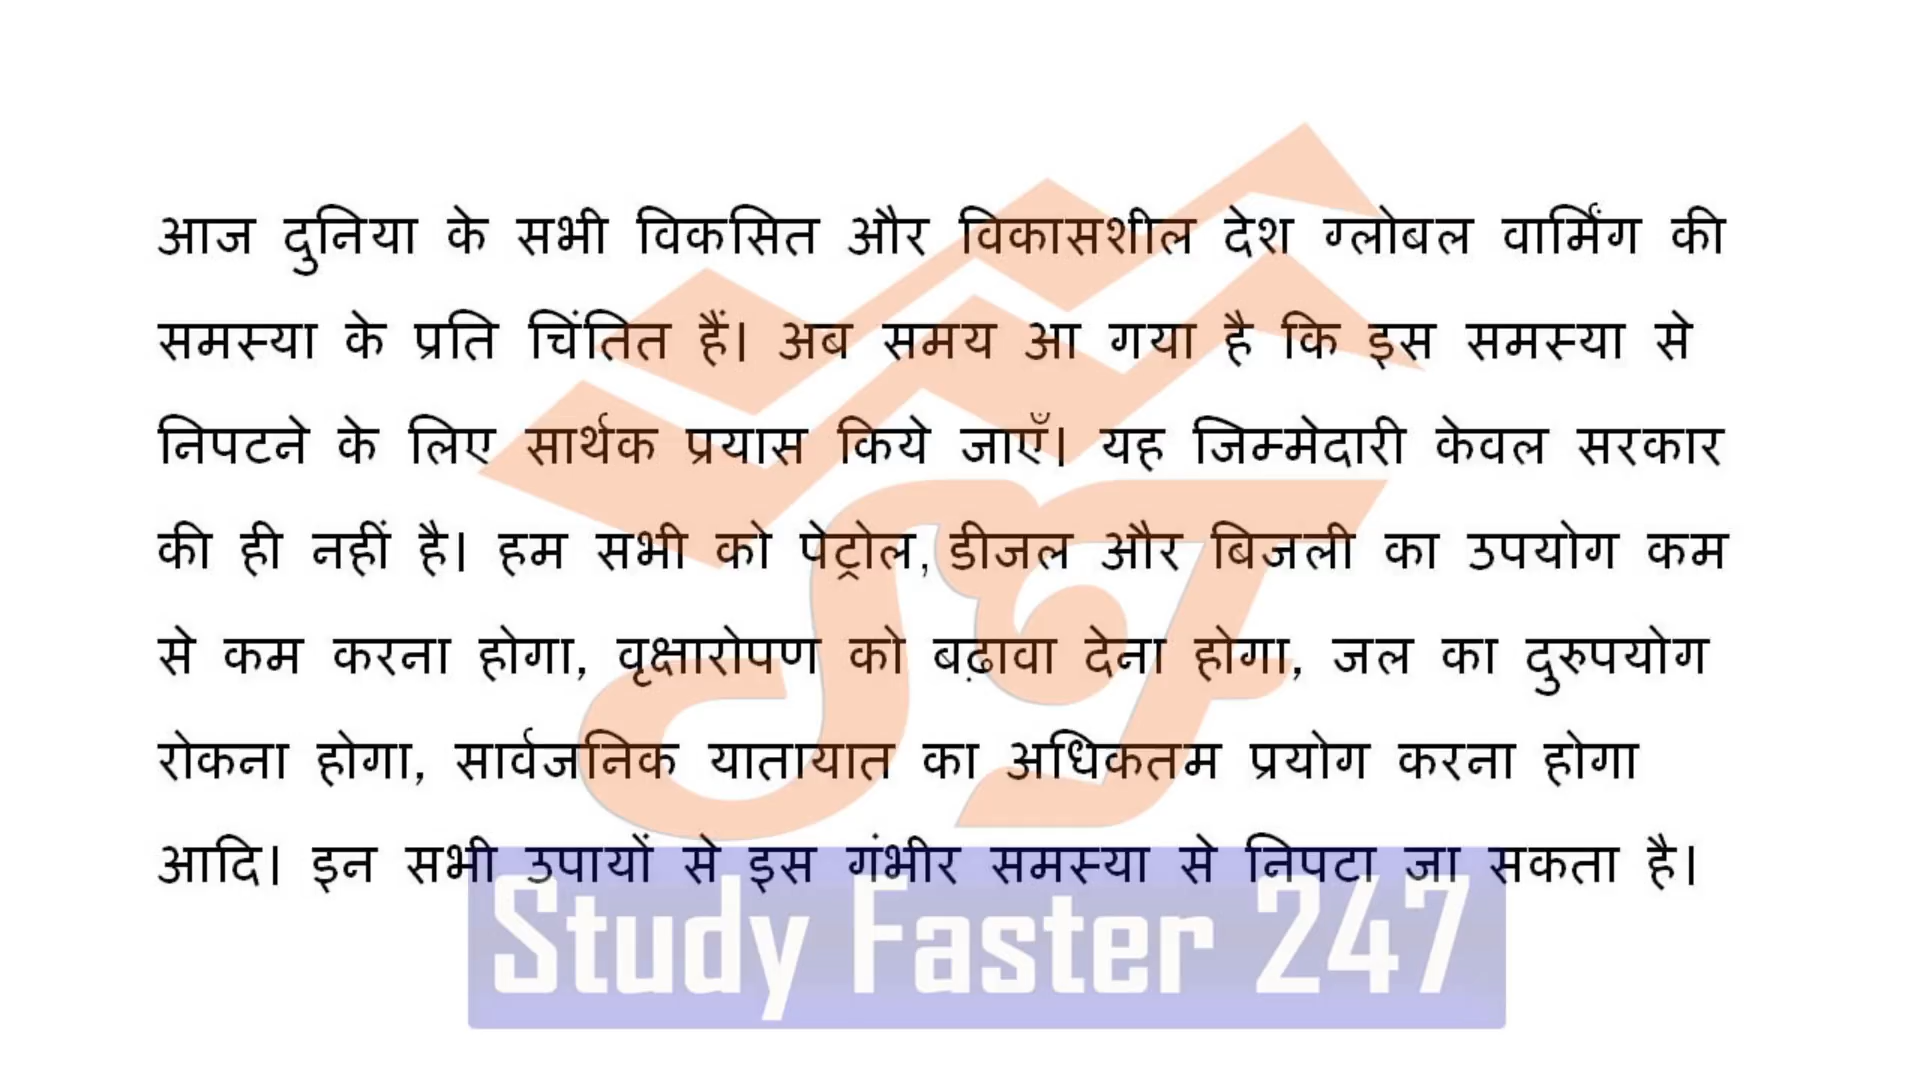 आज दुनिया के सभी विकसित और विकासशील देश ग्लोबल वार्मिंग की
समस्या के प्रति चिंतित हैं। अब समय आ गया है कि इस समस्या से
निपटने के लिए सार्थक प्रयास किये जाएँ। यह जिम्मेदारी केवल सरकार
की ही नहीं है। हम सभी को पेट्रोल, डीजल और बिजली का उपयोग कम
से कम करना होगा, वृक्षारोपण को बढ़ावा देना होगा, जल का दुरुपयोग
रोकना होगा, सार्वजनिक यातायात का अधिकतम प्रयोग करना होगा
आदि। इन सभी उपायों से इस गंभीर समस्या से निपटा जा सकता है।
Study Faster 247